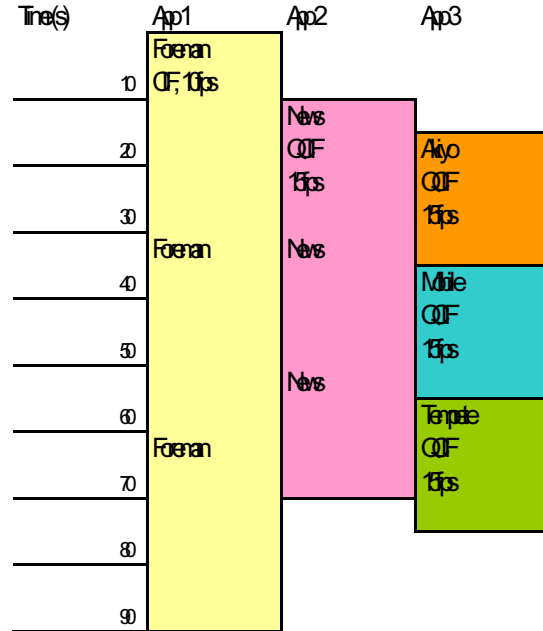 Time(s) App1 App2 App3
Foreman
10 CIF, 10fps
News
20 QCIF Akiyo
15fps QCIF
30 15fps
Foreman News
40 Mobile
QCIF
50 15fps
News
60 Tempete
Foreman QCIF
70 15fps
80
90